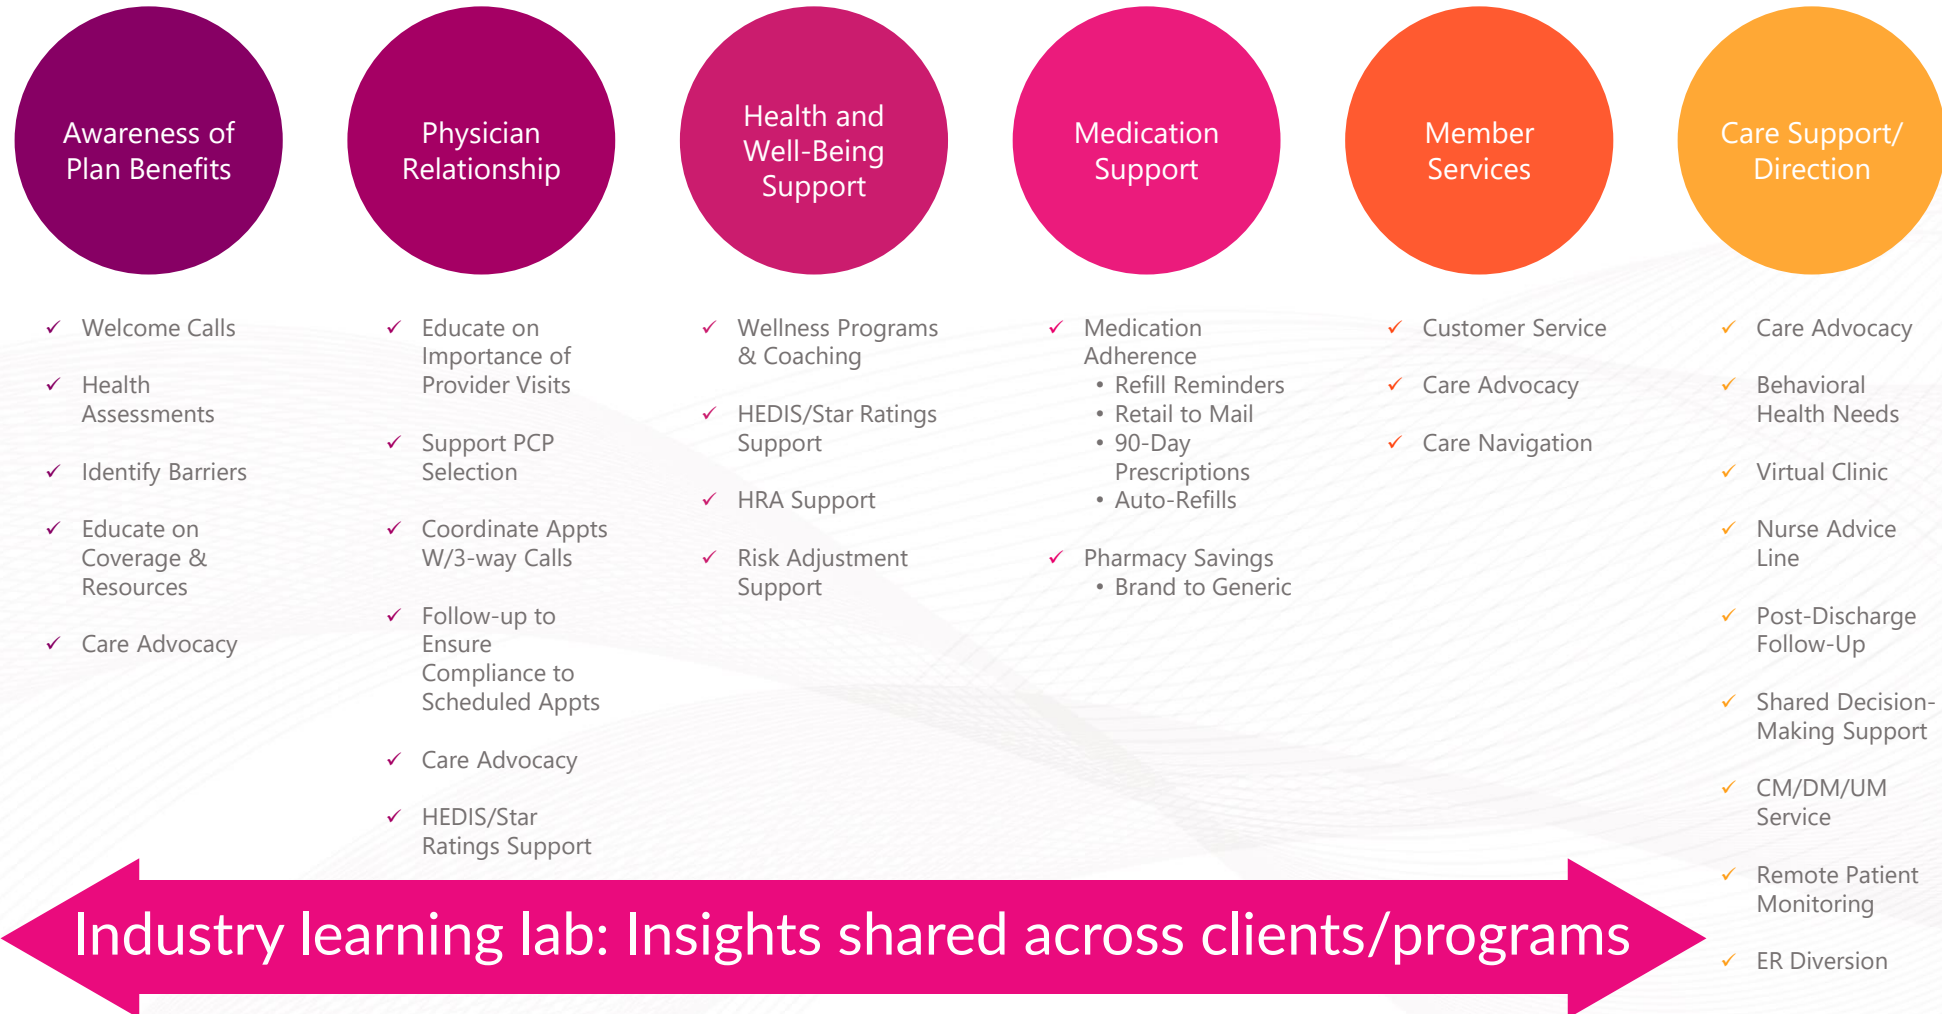 Awareness of
Plan Benefits
✓ Welcome Calls
✓ Health
Assessments
✓ Identify Barriers
✓ Educate on
Coverage &
Resources
✓ Care Advocacy
Physician
Relationship
✓ Educate on
Importance of
Provider Visits
✓ Support PCP
Selection
✓ Coordinate Appts
W/3-way Calls
✓ Follow-up to
Ensure
Compliance to
Scheduled Appts
✓ Care Advocacy
✓ HEDIS/Star
Ratings Support
Health and
Well-Being
Support
✓ Wellness Programs
& Coaching
✓ HEDIS/Star Ratings
Support
✓ HRA Support
✓ Risk Adjustment
Support
Medication
Support
✓ Medication
Adherence
• Refill Reminders
• Retail to Mail
• 90-Day
Prescriptions
• Auto-Refills
✓ Pharmacy Savings
• Brand to Generic
Member
Services
✓ Customer Service
✓ Care Advocacy
✓ Care Navigation
Care Support/
Direction
✓ Care Advocacy
✓ Behavioral
Health Needs
✓ Virtual Clinic
✓ Nurse Advice
Line
✓ Post-Discharge
Follow-Up
✓ Shared Decision-
Making Support
✓ CM/DM/UM
Service
✓ Remote Patient
Monitoring
✓ ER Diversion
Industry learning lab: Insights shared across clients/programs